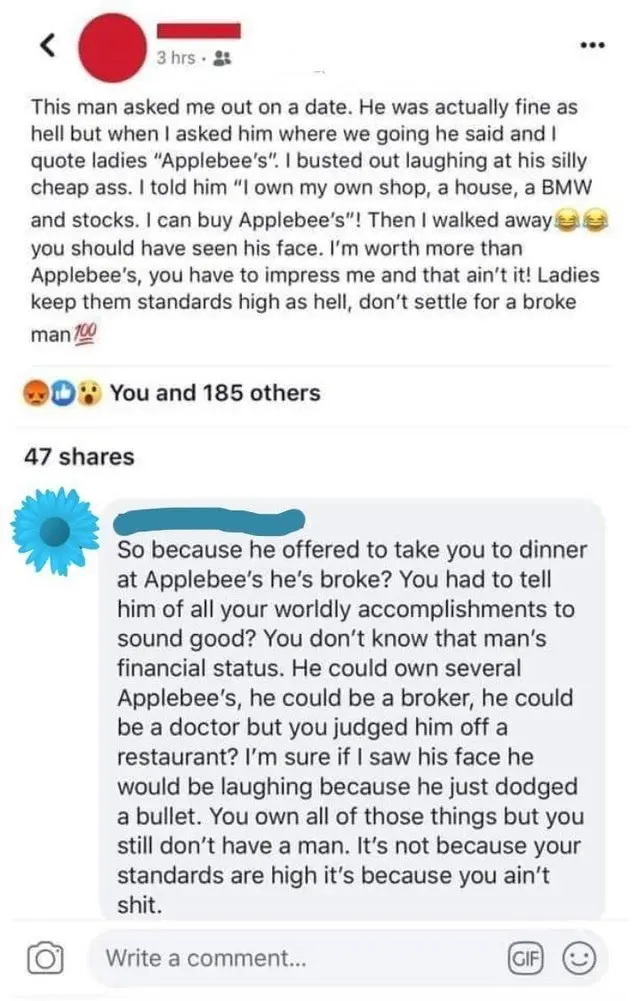 3 hrs ·
This man asked me out on a date. He was actually fine as
hell but when I asked him where we going he said and I
quote ladies “Applebee’s”. I busted out laughing at his silly
cheap ass. I told him “I own my own shop, a house, a BMW
and stocks. I can buy Applebee’s”! Then I walked away😂😂
you should have seen his face. I’m worth more than
Applebee’s, you have to impress me and that ain’t it! Ladies
keep them standards high as hell, don’t settle for a broke
man💯
You and 185 others
47 shares
So because he offered to take you to dinner
at Applebee’s he’s broke? You had to tell
him of all your worldly accomplishments to
sound good? You don’t know that man’s
financial status. He could own several
Applebee’s, he could be a broker, he could
be a doctor but you judged him off a
restaurant? I’m sure if I saw his face he
would be laughing because he just dodged
a bullet. You own all of those things but you
still don’t have a man. It’s not because your
standards are high it’s because you ain’t
shit.
Write a comment...
GIF